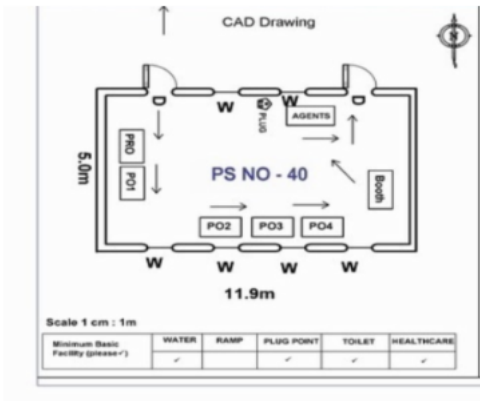 CAD Drawing
D
W
W
D
PLUG
AGENTS
PRO
PO1
5.0m
PS NO - 40
Booth
PO2
PO3
PO4
W
W
W
W
11.9m
Scale 1 cm : 1m
Minimum Basic Facility (please✓)
WATER
RAMP
PLUG POINT
TOILET
HEALTHCARE
✓
✓
✓
✓